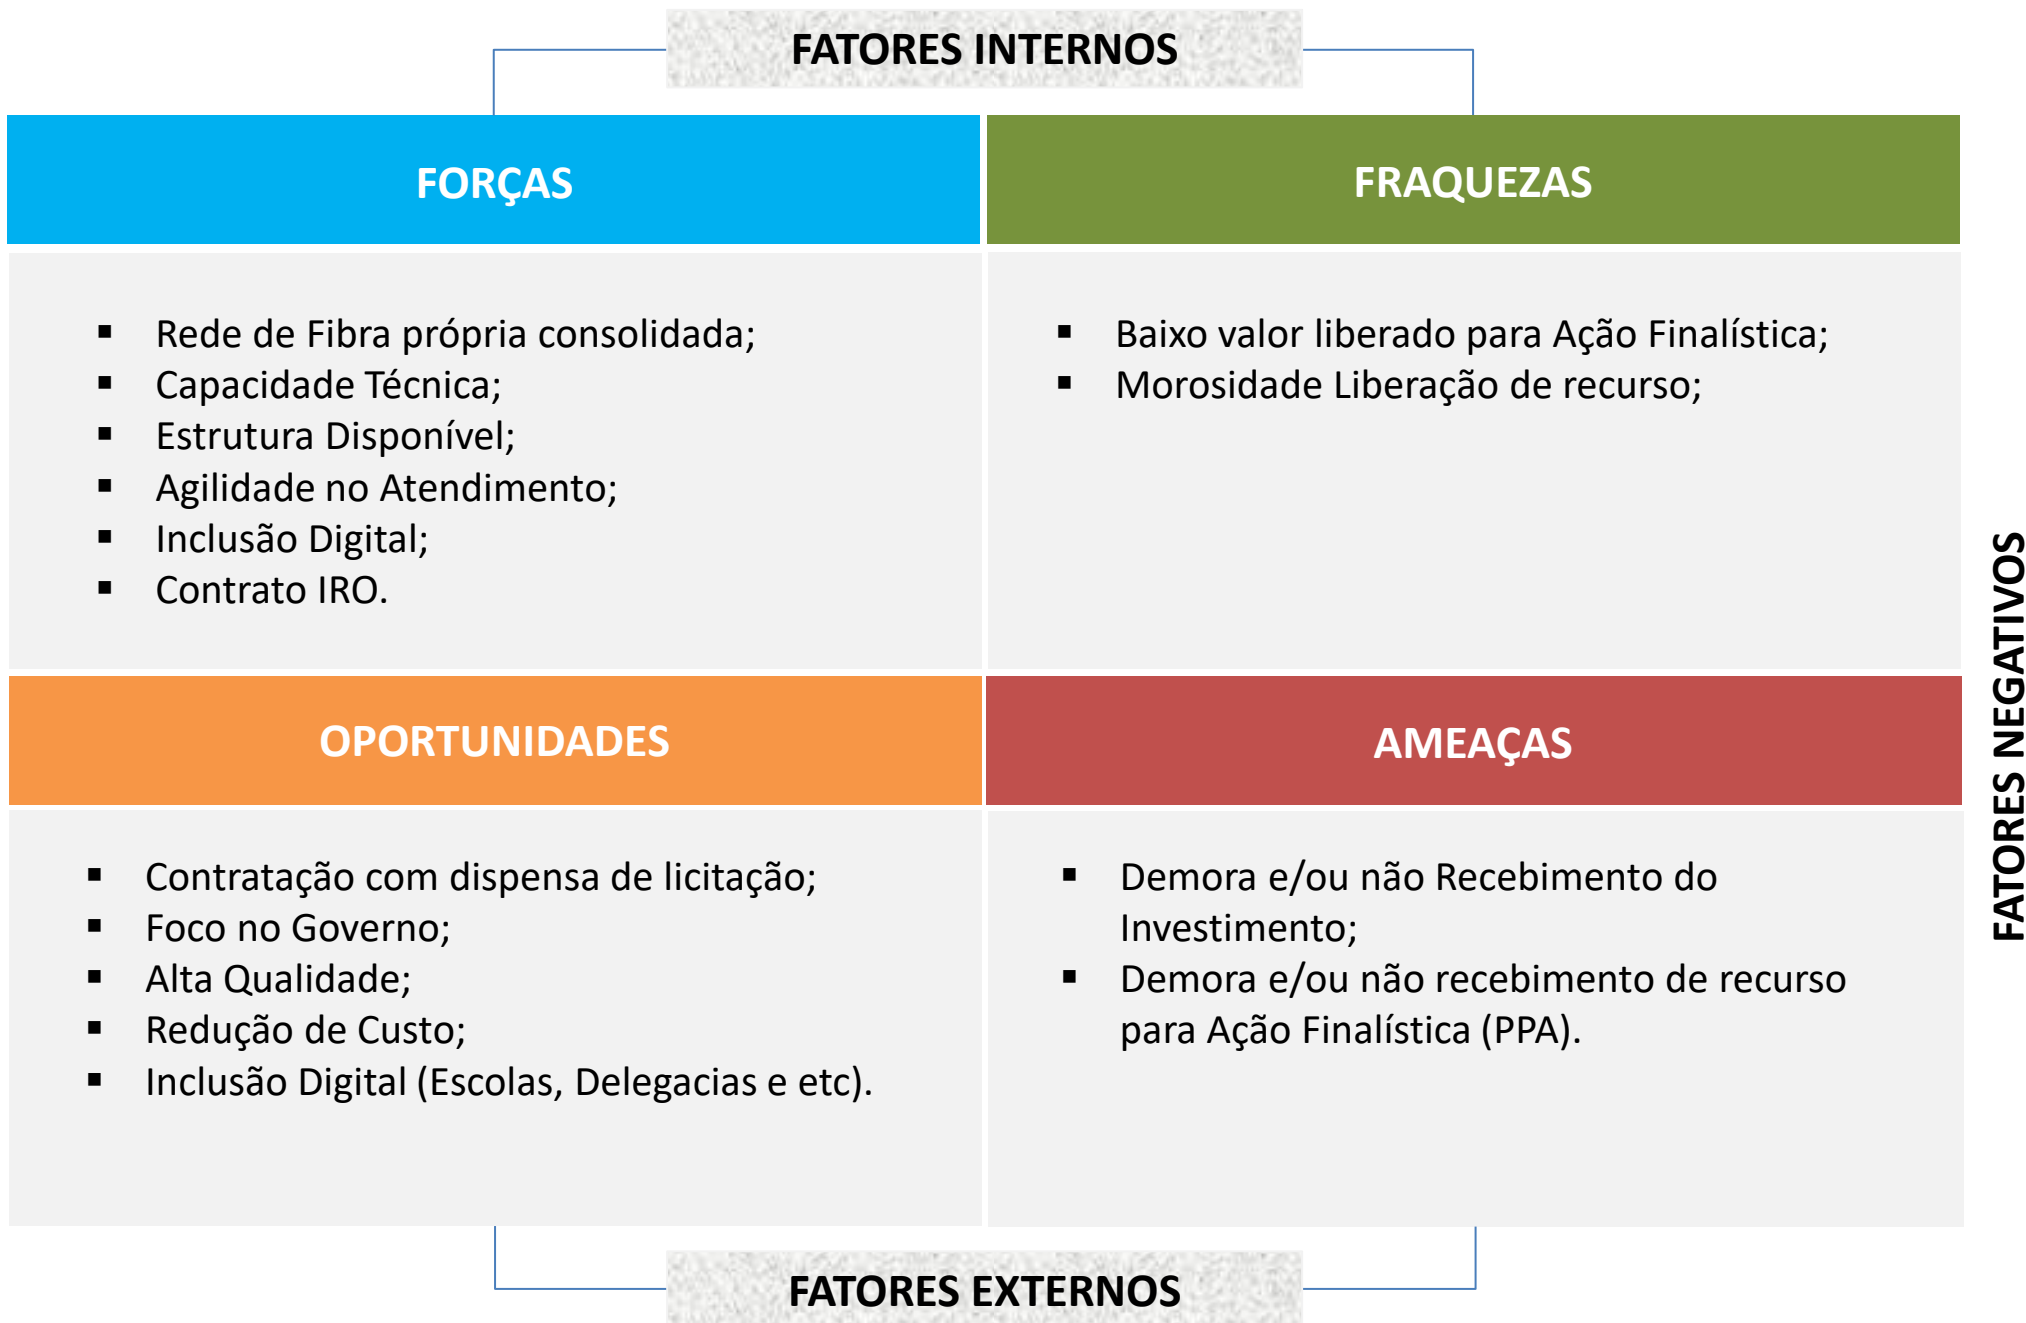 FATORES INTERNOS
FORÇAS
▪ Rede de Fibra própria consolidada;
▪ Capacidade Técnica;
▪ Estrutura Disponível;
▪ Agilidade no Atendimento;
▪ Inclusão Digital;
▪ Contrato IRO.
FRAQUEZAS
▪ Baixo valor liberado para Ação Finalística;
▪ Morosidade Liberação de recurso;
OPORTUNIDADES
▪ Contratação com dispensa de licitação;
▪ Foco no Governo;
▪ Alta Qualidade;
▪ Redução de Custo;
▪ Inclusão Digital (Escolas, Delegacias e etc).
AMEAÇAS
▪ Demora e/ou não Recebimento do
Investimento;
▪ Demora e/ou não recebimento de recurso
para Ação Finalística (PPA).
FATORES NEGATIVOS
FATORES EXTERNOS